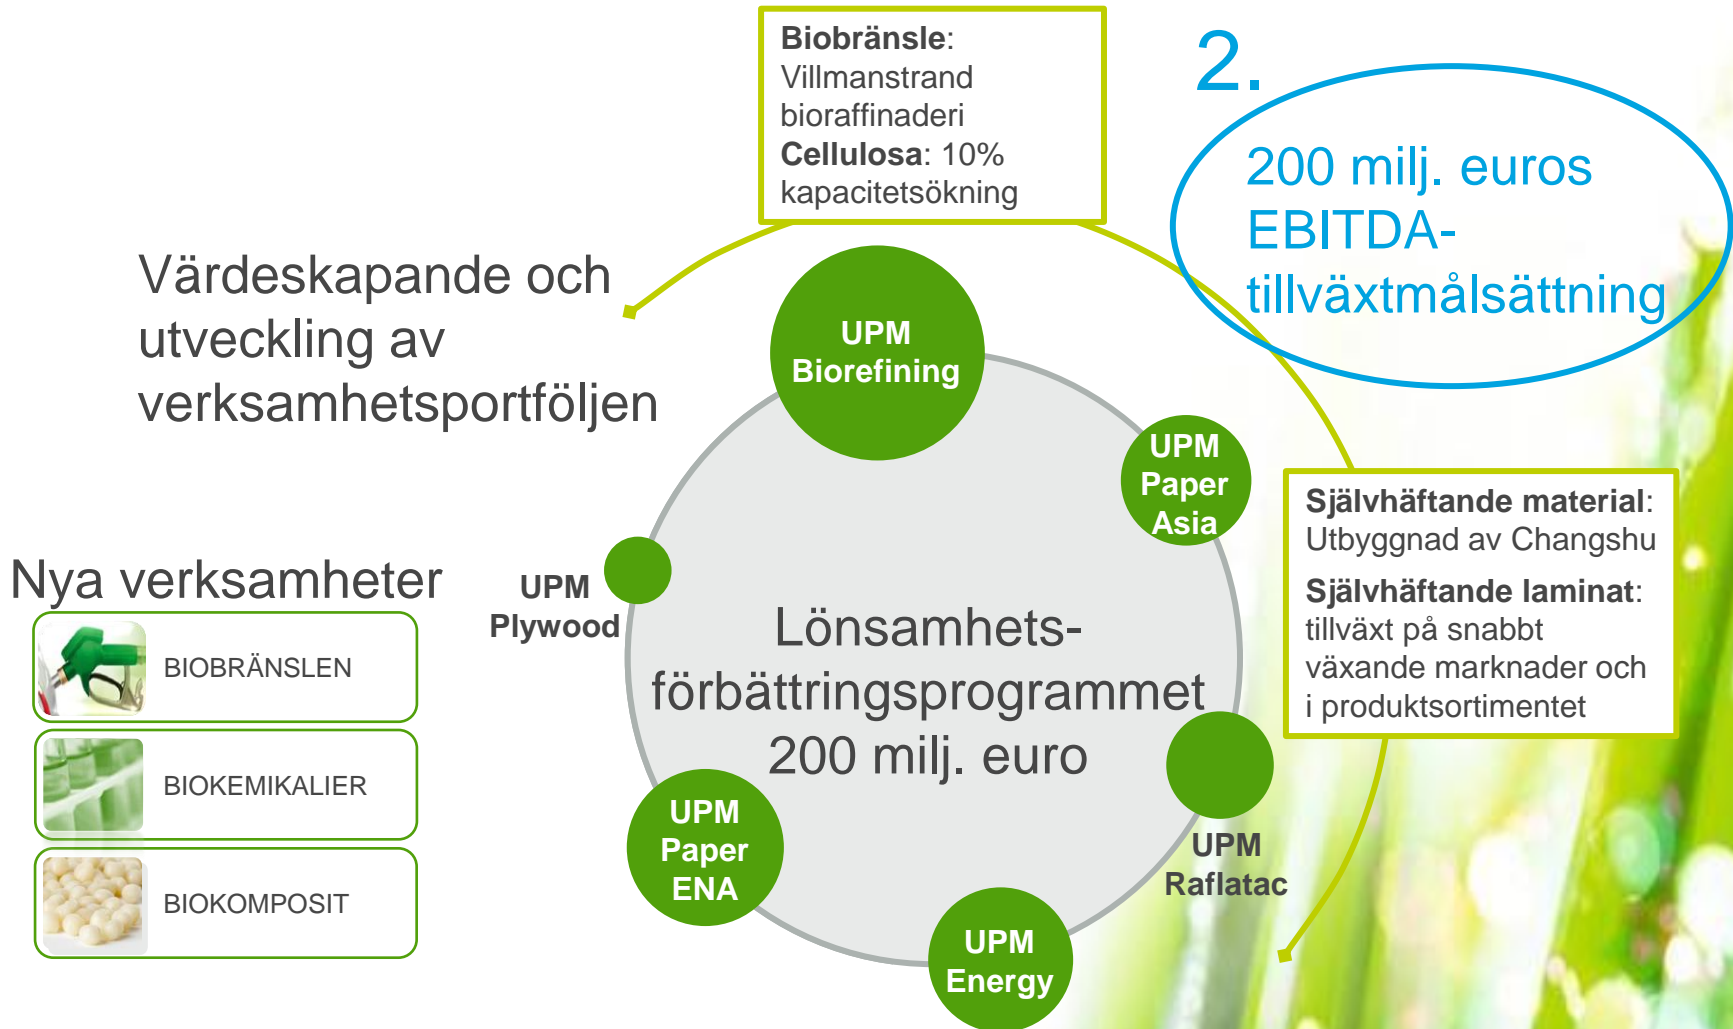 Biobränsle:
Villmanstrand
bioraffinaderi
Cellulosa: 10%
kapacitetsökning
2.
200 milj. euros
EBITDA-
tillväxtmålsättning
Värdeskapande och
utveckling av
verksamhetsportföljen
UPM
Biorefining
UPM
Paper
Asia
Självhäftande material:
Utbyggnad av Changshu
Självhäftande laminat:
tillväxt på snabbt
växande marknader och
i produktsortimentet
Nya verksamheter
BIOBRÄNSLEN
BIOKEMIKALIER
BIOKOMPOSIT
UPM
Plywood
Lönsamhets-
förbättringsprogrammet
200 milj. euro
UPM
Paper
ENA
UPM
Raflatac
UPM
Energy